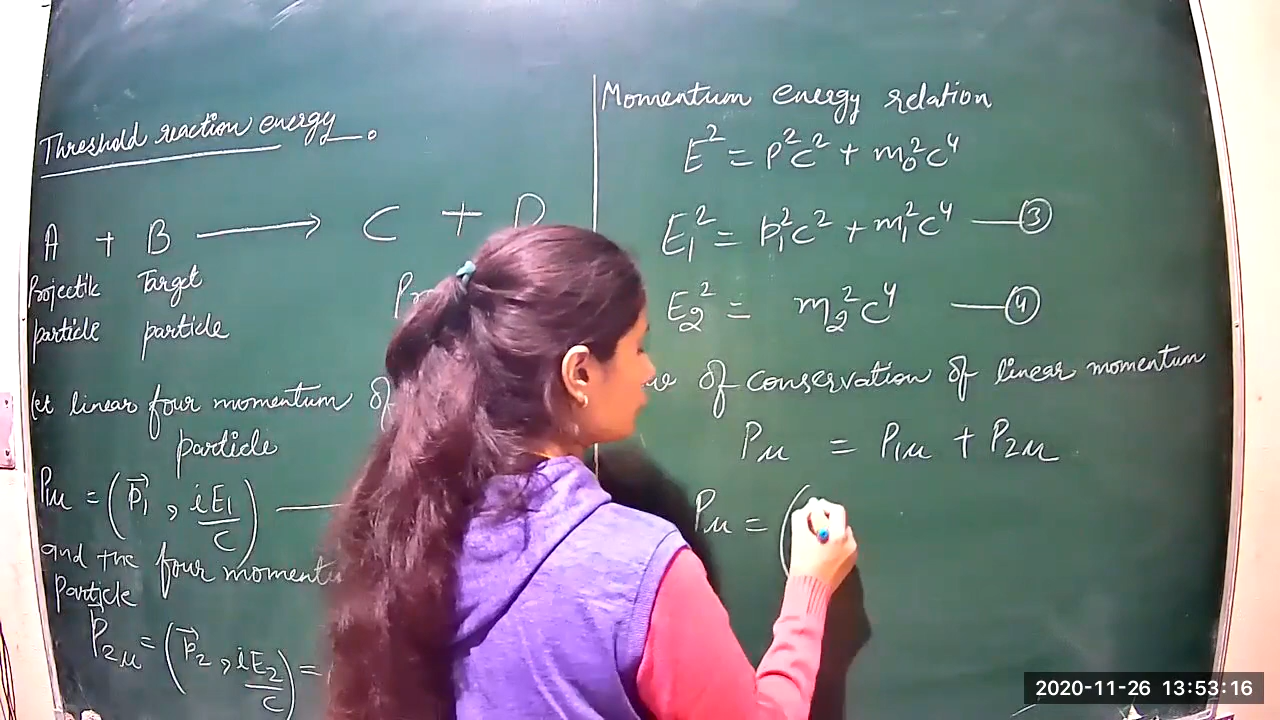 Threshold reaction energy.
A + B ⟶ C + D
Projectile Target
particle particle
let linear four momentum of
particle
Pμ = (p⃗₁ , iE₁/c)
and the four momentu
particle
P₂μ = (p⃗₂ , iE₂/c) =
Momentum energy relation
E² = P²c² + m₀²c⁴
E₁² = p₁²c² + m₁²c⁴ — ③
E₂² = m₂²c⁴ — ④
of conservation of linear momentum
Pμ = P₁μ + P₂μ
Pμ = (
2020-11-26 13:53:16